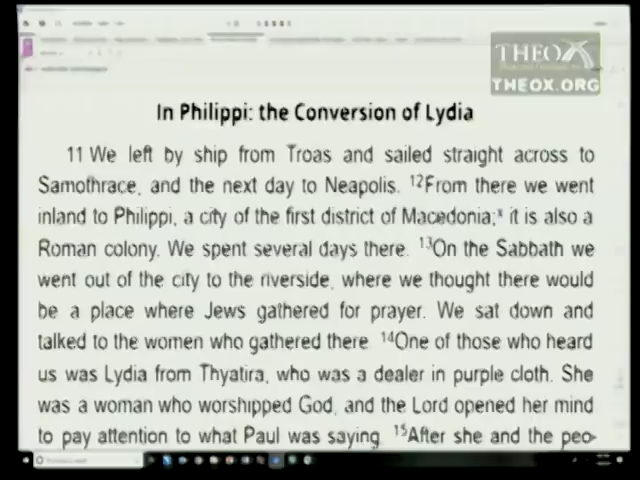 THEOX
THEOX.ORG
In Philippi: the Conversion of Lydia
11 We left by ship from Troas and sailed straight across to
Samothrace, and the next day to Neapolis. 12From there we went
inland to Philippi, a city of the first district of Macedonia;x it is also a
Roman colony. We spent several days there. 13On the Sabbath we
went out of the city to the riverside, where we thought there would
be a place where Jews gathered for prayer. We sat down and
talked to the women who gathered there 14One of those who heard
us was Lydia from Thyatira, who was a dealer in purple cloth. She
was a woman who worshipped God, and the Lord opened her mind
to pay attention to what Paul was saying. 15After she and the peo-